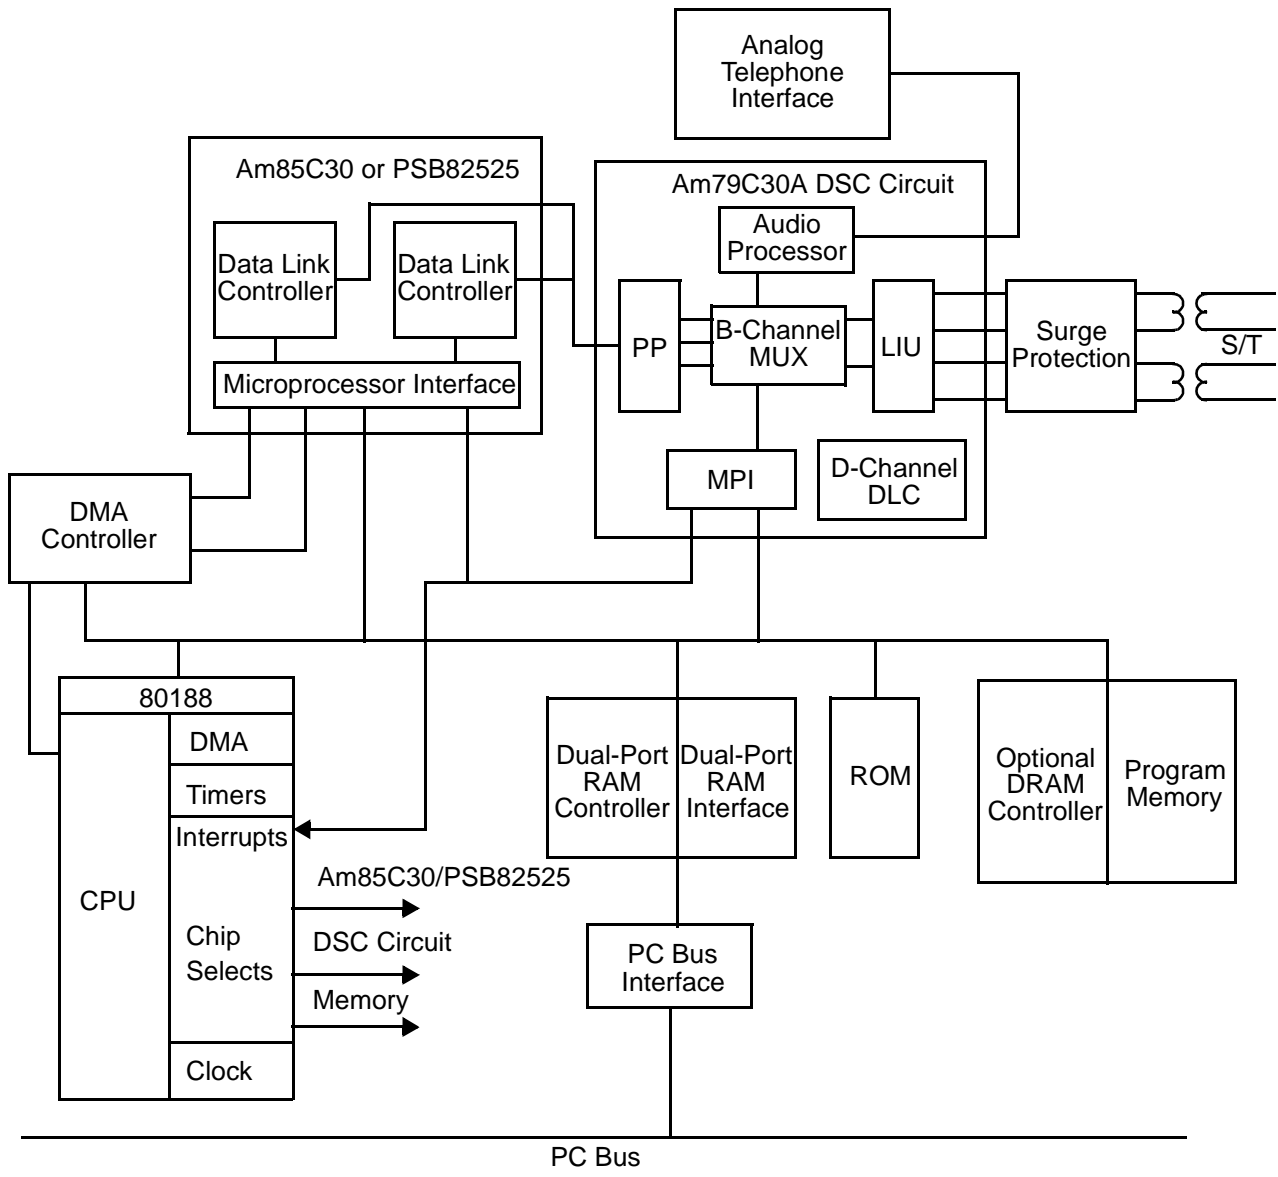 Analog
Telephone
Interface
Am85C30 or PSB82525
Am79C30A DSC Circuit
Audio
Processor
Data Link
Controller
Data Link
Controller
PP
B-Channel
MUX
LIU
Surge
Protection
S/T
Microprocessor Interface
MPI
D-Channel
DLC
DMA
Controller
80188
DMA
Timers
Interrupts
CPU
Chip
Selects
Clock
Am85C30/PSB82525
DSC Circuit
Memory
Dual-Port
RAM
Controller
Dual-Port
RAM
Interface
ROM
Optional
DRAM
Controller
Program
Memory
PC Bus
Interface
PC Bus